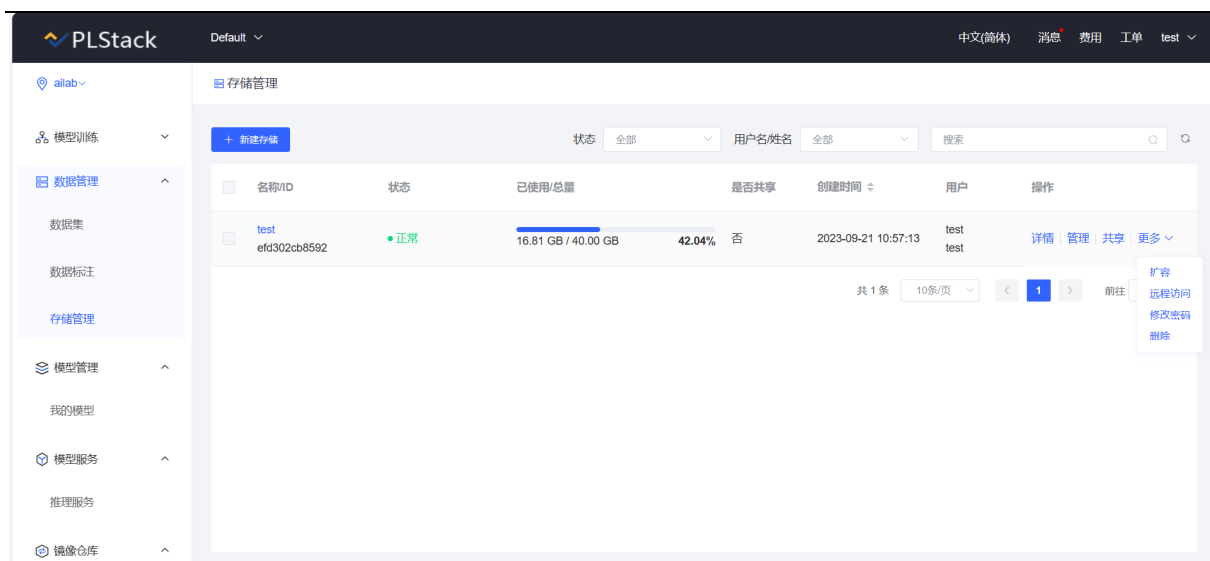 PLStack
Default
中文(简体) 消息 费用 工单 test
ailab
存储管理
模型训练
+ 新建存储
状态 全部
用户名/姓名 全部
搜索
数据管理
数据集
数据标注
存储管理
模型管理
我的模型
模型服务
推理服务
镜像仓库
名称/ID 状态 已使用/总量 是否共享 创建时间 用户 操作
test
efd302cb8592
正常
16.81 GB / 40.00 GB 42.04%
否
2023-09-21 10:57:13
test
test
详情 管理 共享 更多
扩容
远程访问
修改密码
删除
共 1 条 10条/页 < 1 > 前往